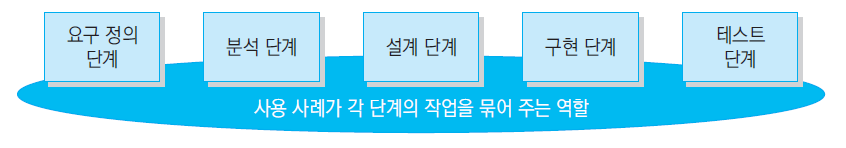 요구 정의
단계
분석 단계
설계 단계
구현 단계
테스트
단계
사용 사례가 각 단계의 작업을 묶어 주는 역할